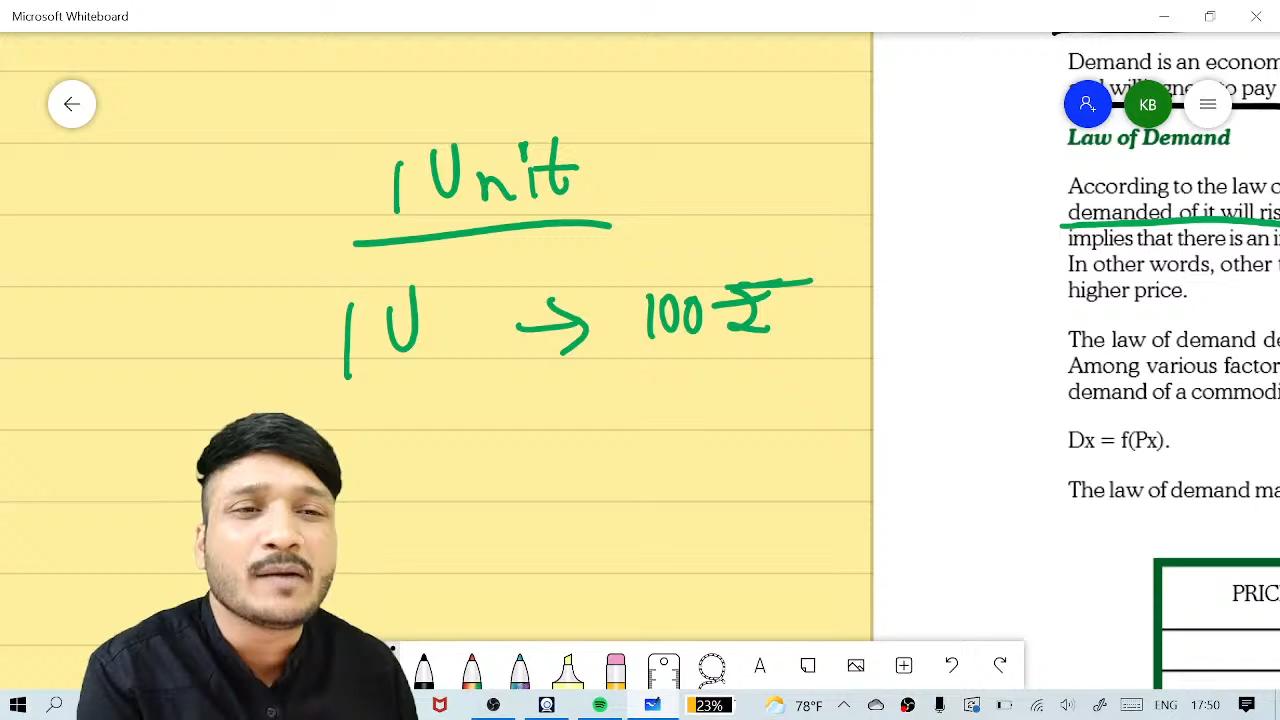 Microsoft Whiteboard
1 Unit
1 U → 100 ₹
Demand is an econom
to pay
KB
Law of Demand
According to the law o
demanded of it will ris
implies that there is an i
In other words, other
higher price.
The law of demand de
Among various factor
demand of a commodi
Dx = f(Px).
The law of demand ma
PRIC
A
23%
78°F
ENG
17:50